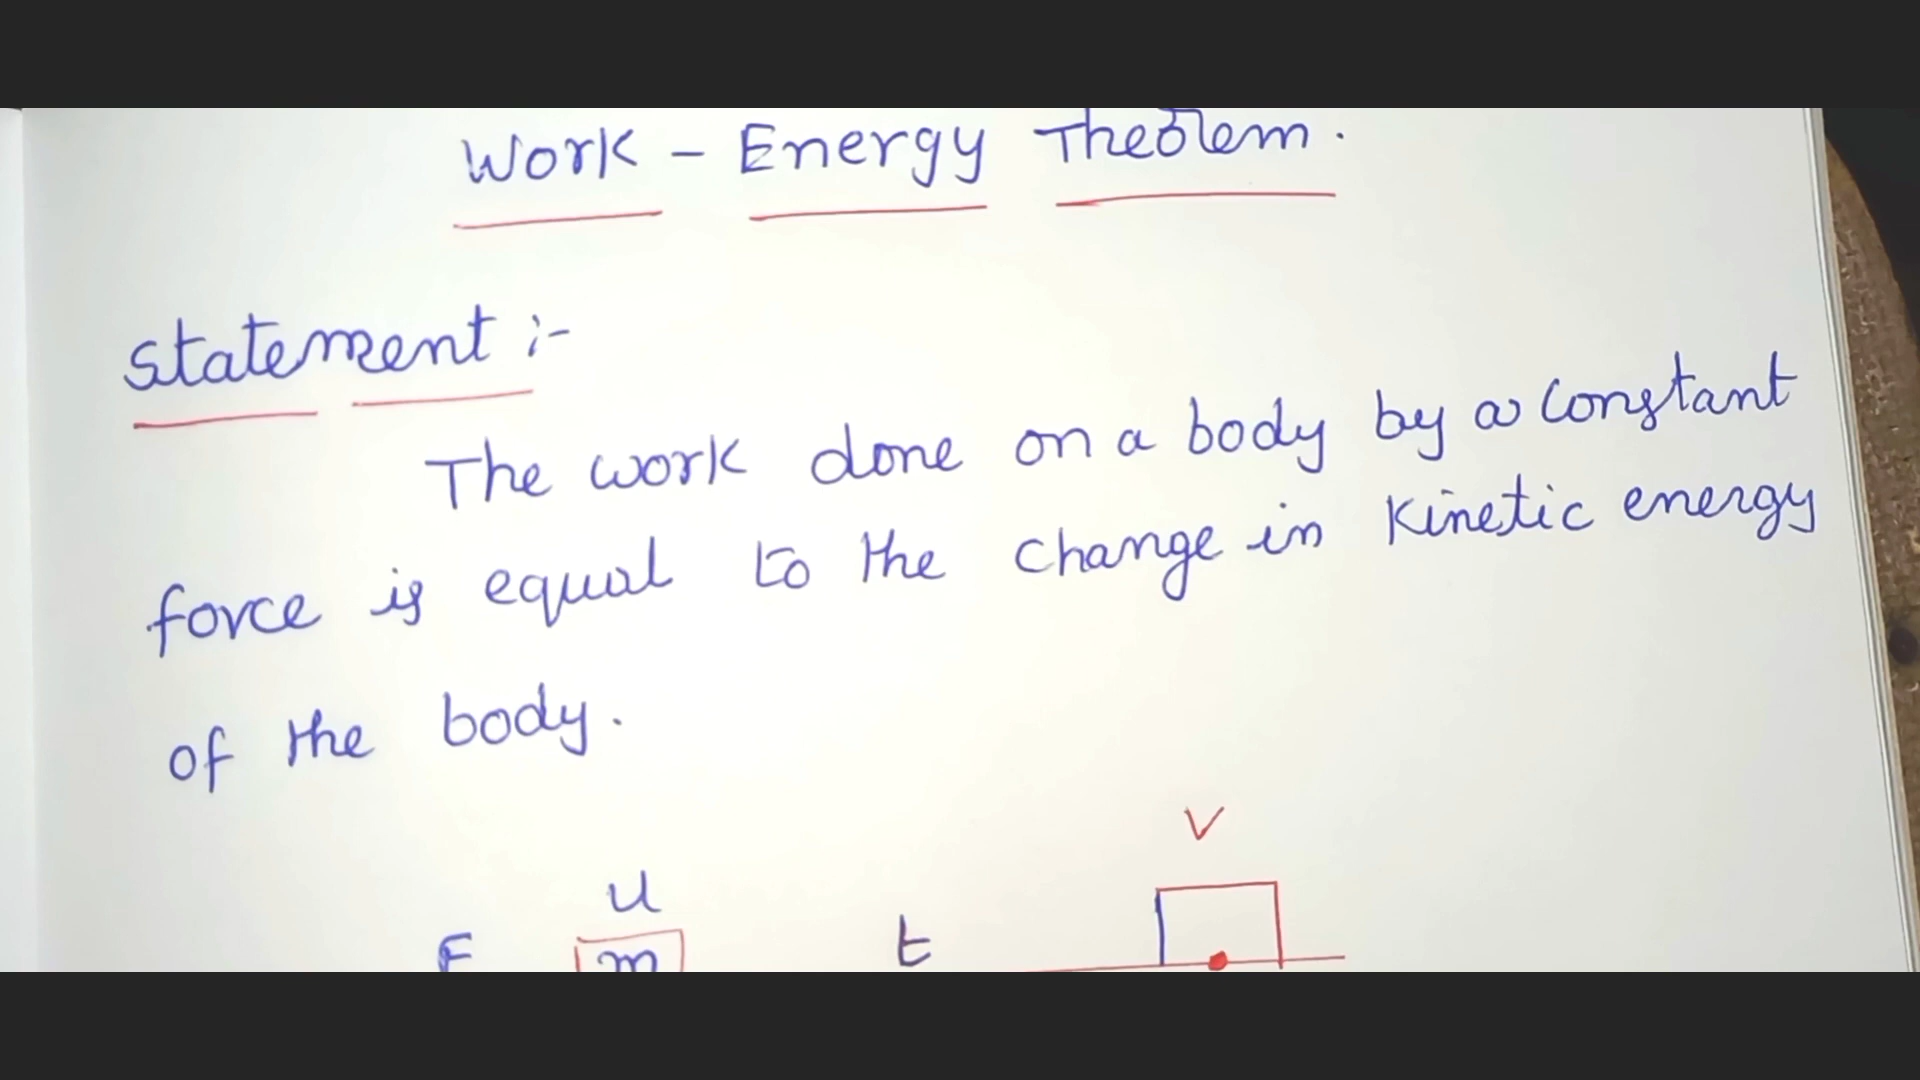 Work - Energy Theorem.
Statement :-
The work done on a body by a constant
force is equal to the change in kinetic energy
of the body.
V
u
F m t